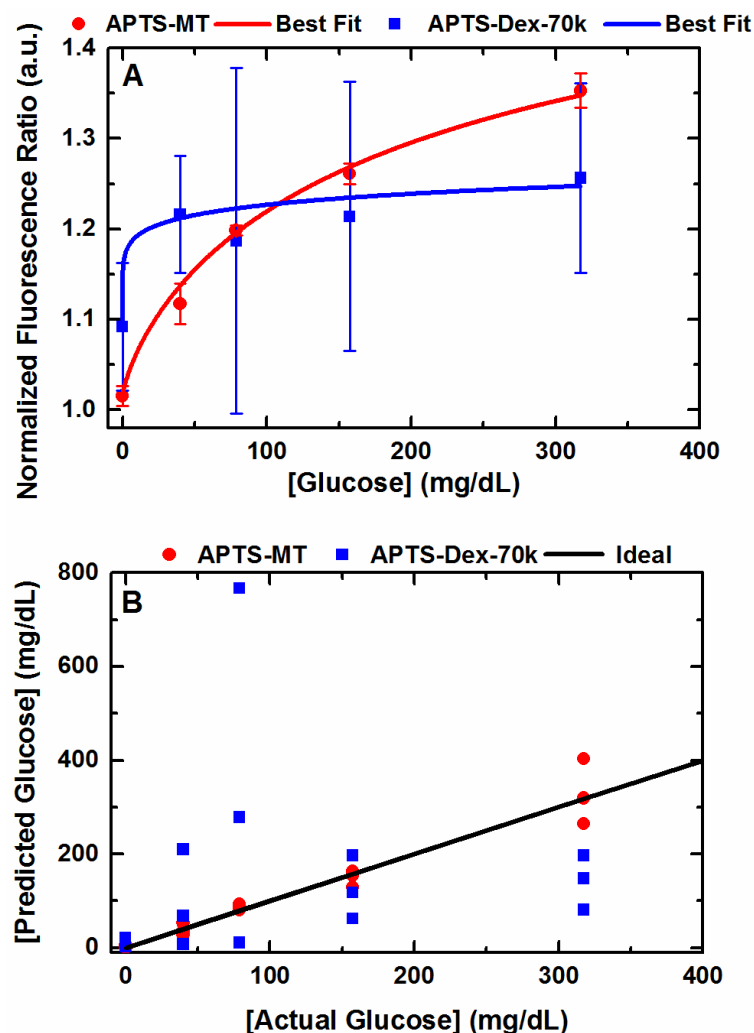 APTS-MT Best Fit APTS-Dex-70k Best Fit
A
1.4
1.3
1.2
1.1
1.0
Normalized Fluorescence Ratio (a.u.)
0 100 200 300 400
[Glucose] (mg/dL)
APTS-MT APTS-Dex-70k Ideal
B
800
600
400
200
0
[Predicted Glucose] (mg/dL)
0 100 200 300 400
[Actual Glucose] (mg/dL)